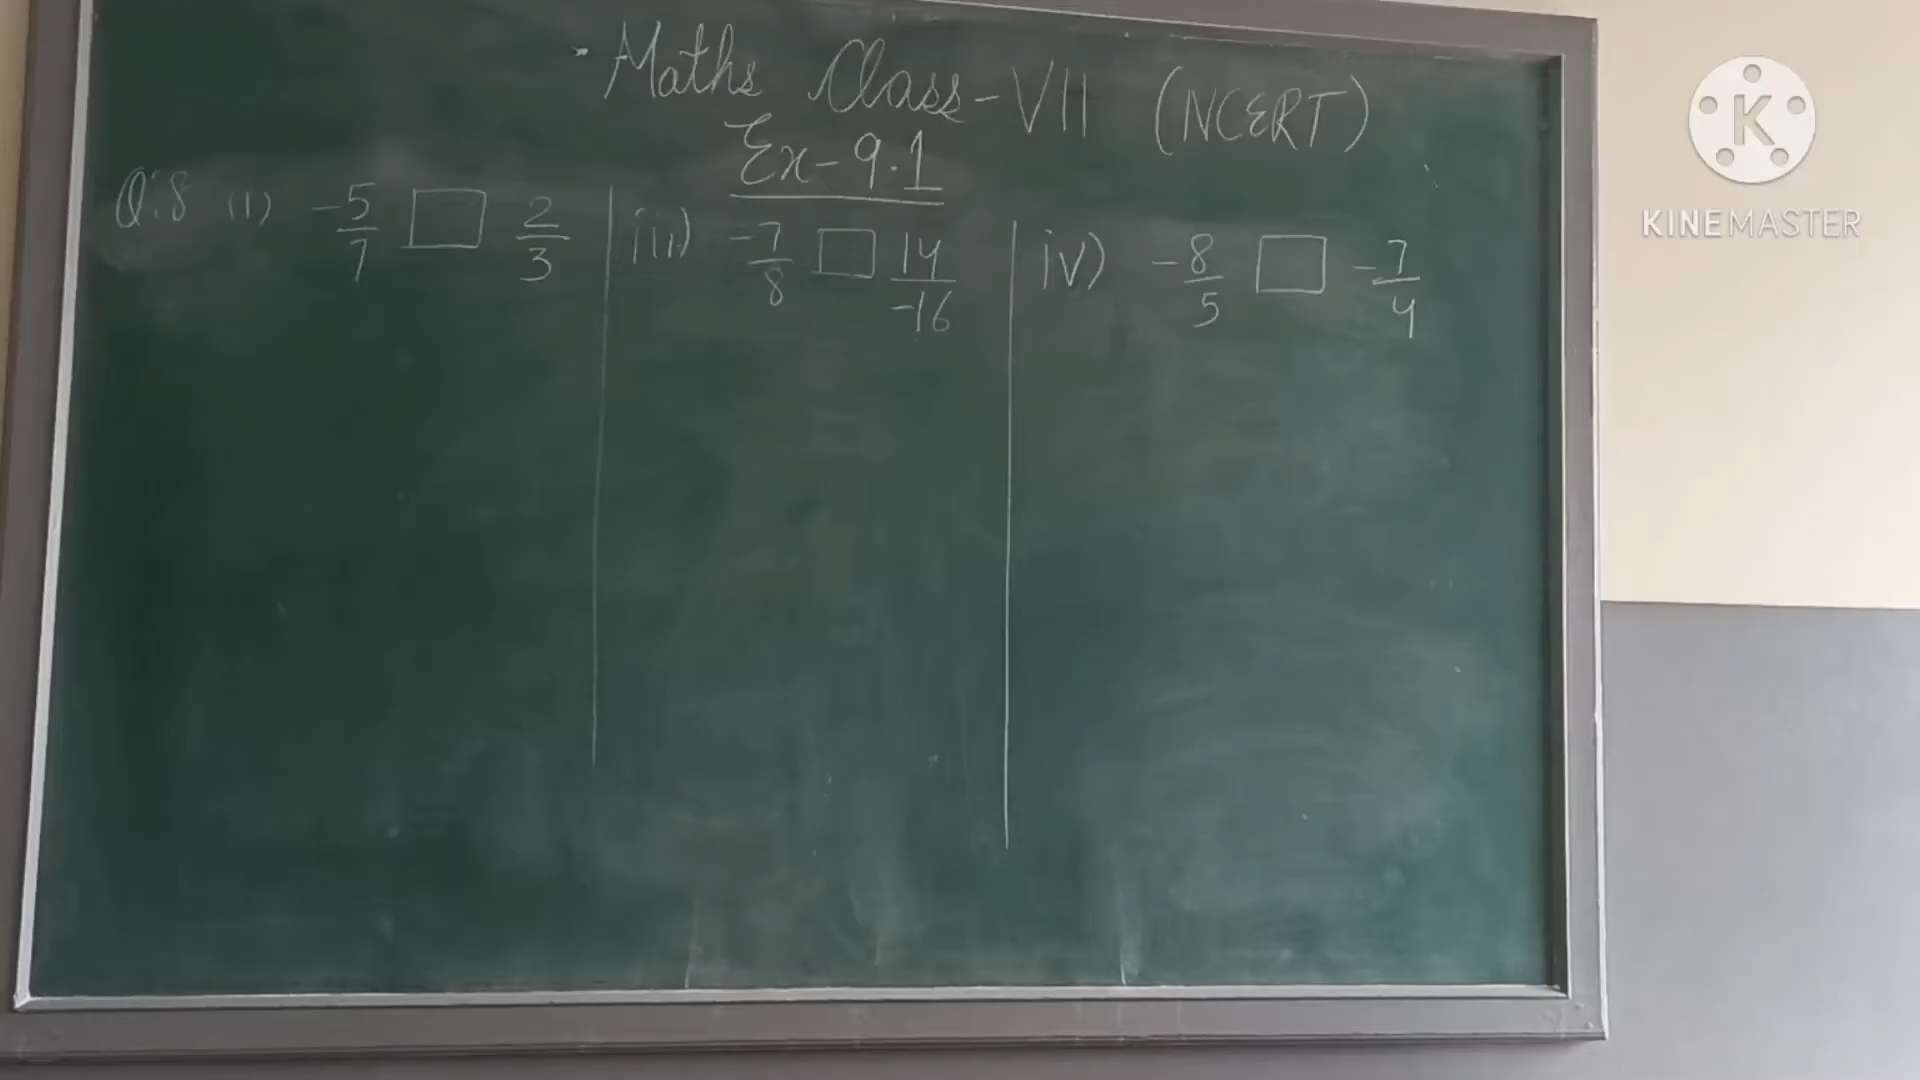 Maths Class-VII (NCERT)
Ex-9.1
Q.8 (i) -5/7 □ 2/3
iii) -7/8 □ 14/-16
iv) -8/5 □ -7/4
K
KINEMASTER